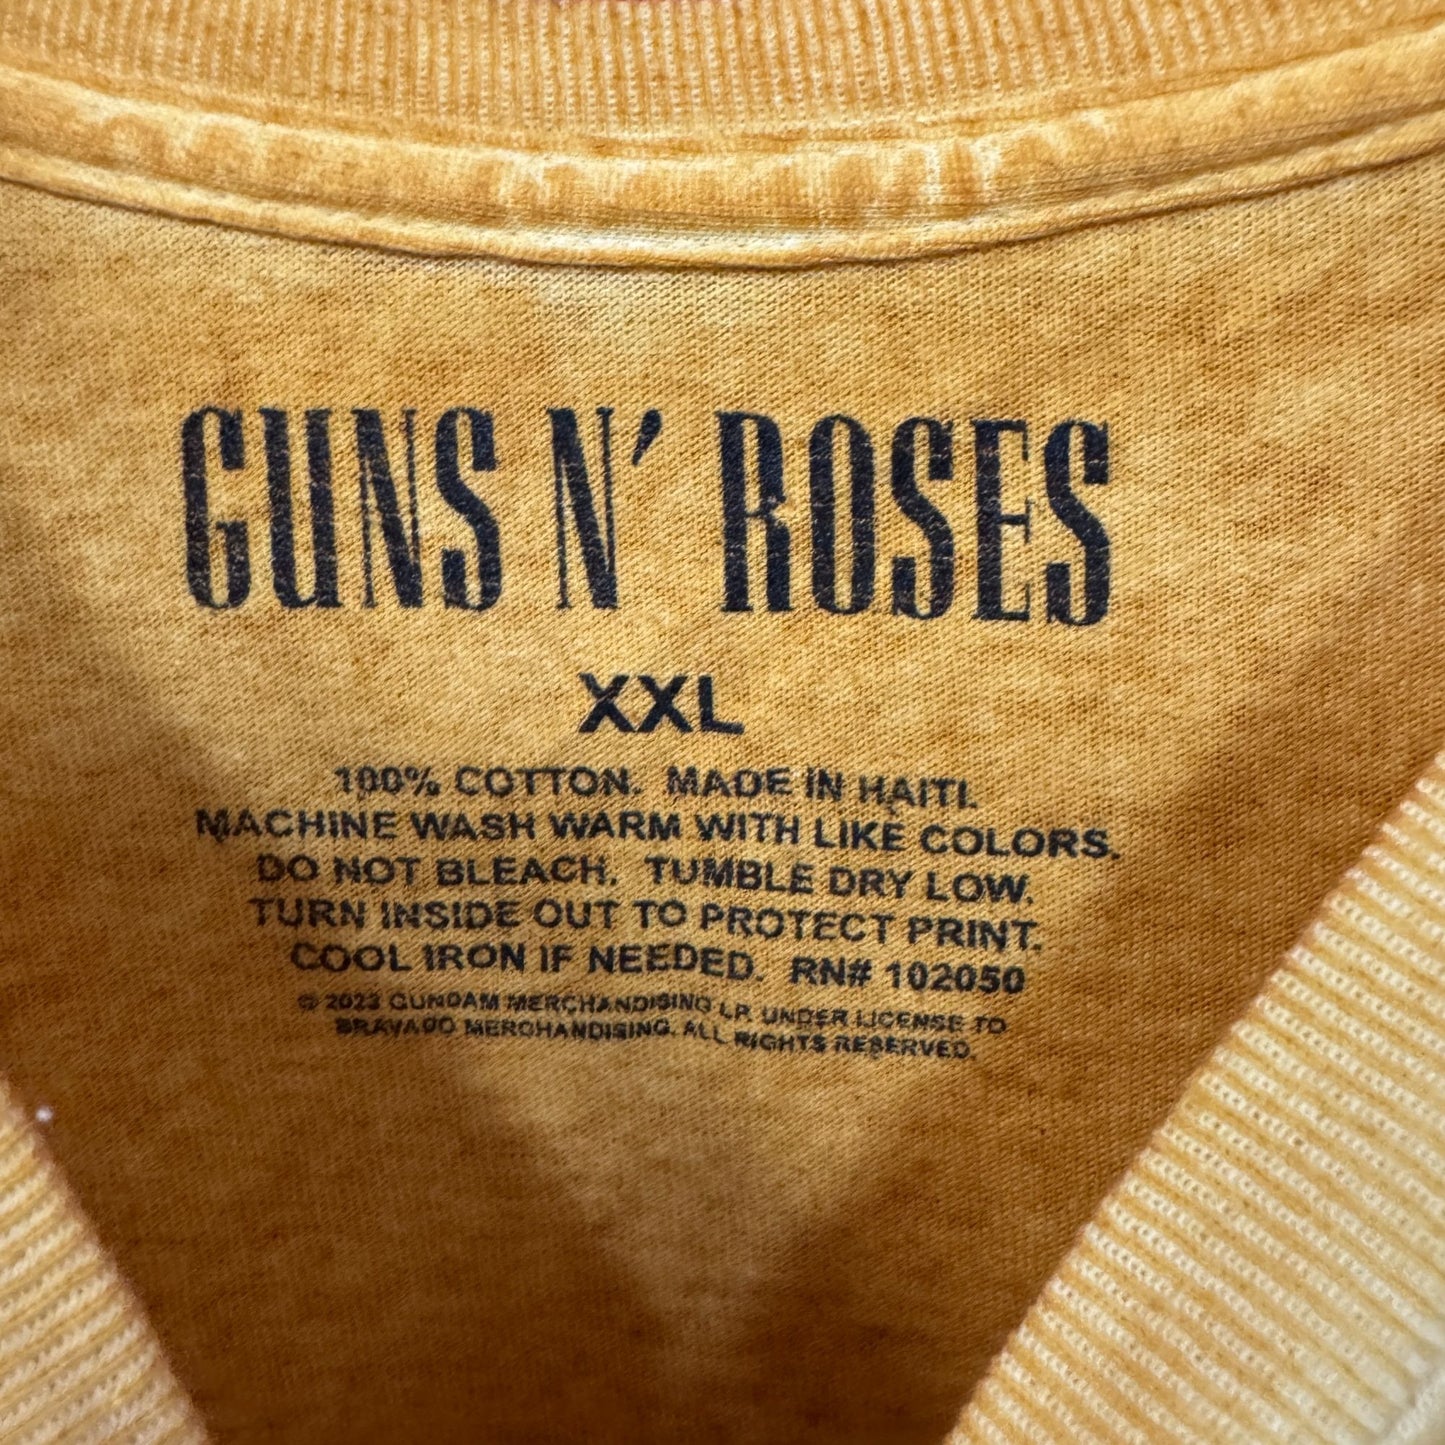 GUNS N' ROSES
XXL
100% COTTON. MADE IN HAITI.
MACHINE WASH WARM WITH LIKE COLORS.
DO NOT BLEACH. TUMBLE DRY LOW.
TURN INSIDE OUT TO PROTECT PRINT.
COOL IRON IF NEEDED. RN# 102050
© 2023 GUNDAM MERCHANDISING LP. UNDER LICENSE TO
BRAVADO MERCHANDISING. ALL RIGHTS RESERVED.